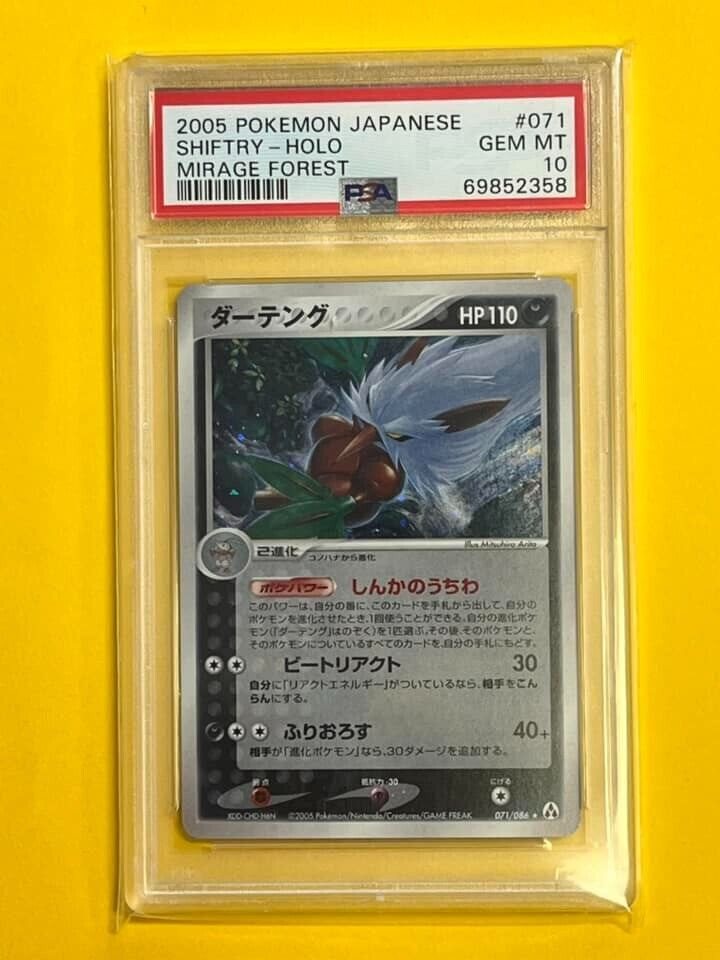 2005 POKEMON JAPANESE #071
SHIFTRY - HOLO GEM MT
MIRAGE FOREST 10
PSA 69852358
ダーテング HP110
Illus. Mitsuhiro Arita
2進化 コノハナから進化
ポケパワー しんかのうちわ
このパワーは、自分の番に、このカードを手札から出して、自分の
ポケモンを進化させたとき、1回使うことができる。自分の進化ポケ
モン（「ダーテング」はのぞく）を1匹選ぶ。その後、そのポケモンと、
そのポケモンについているすべてのカードを、自分の手札にもどす。
ビートリアクト 30
自分に「リアクトエネルギー」がついているなら、相手をこん
らんにする。
ふりおろす 40+
相手が「進化ポケモン」なら、30ダメージを追加する。
弱点 抵抗力 -30 にげる
©2005 Pokémon/Nintendo/Creatures/GAME FREAK 071/086 ★